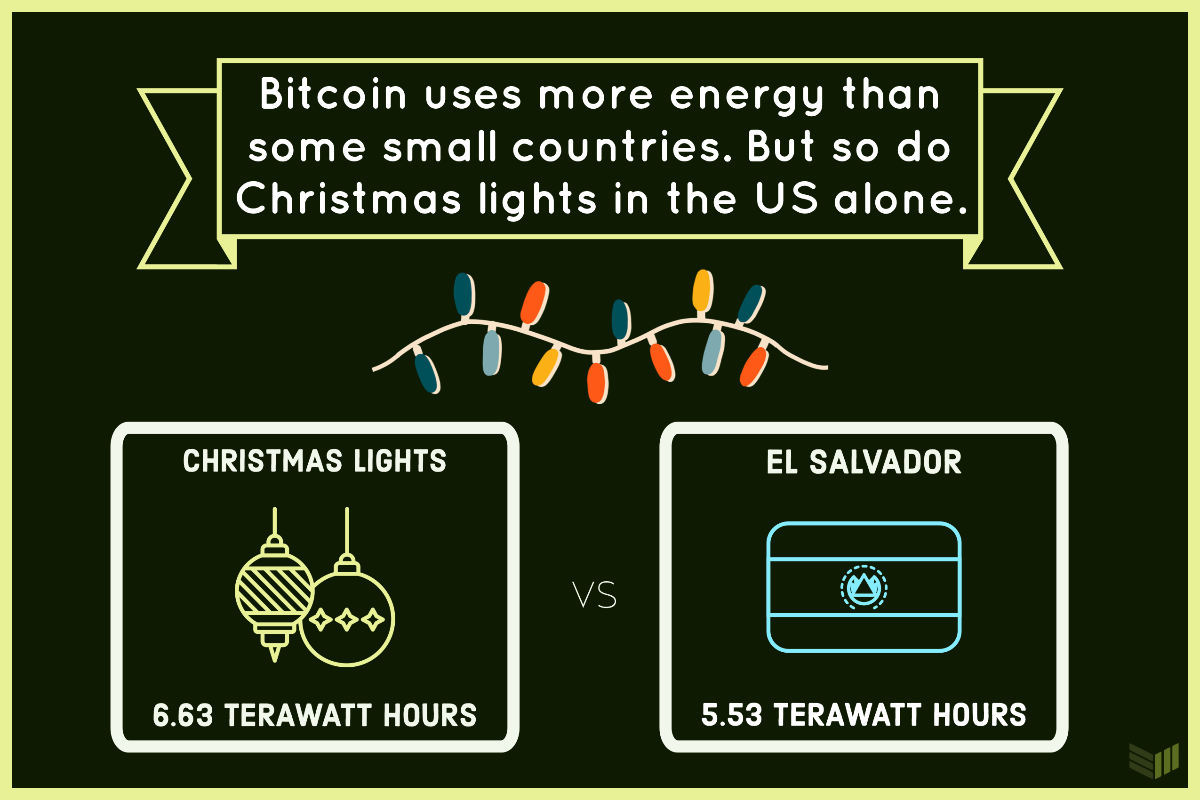 Bitcoin uses more energy than
some small countries. But so do
Christmas lights in the US alone.
CHRISTMAS LIGHTS
6.63 TERAWATT HOURS
VS
EL SALVADOR
5.53 TERAWATT HOURS